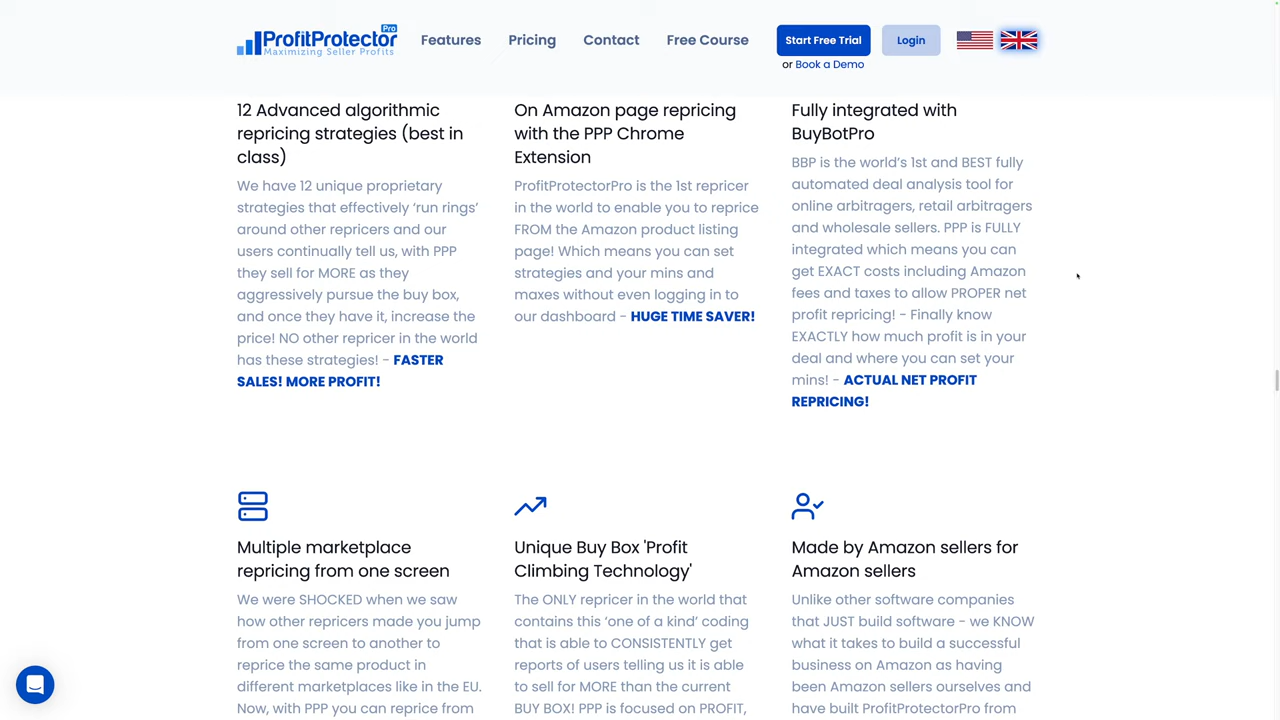 ProfitProtector Pro
Maximizing Seller Profits
Features
Pricing
Contact
Free Course
Start Free Trial
or Book a Demo
Login
12 Advanced algorithmic
repricing strategies (best in
class)
We have 12 unique proprietary
strategies that effectively ‘run rings’
around other repricers and our
users continually tell us, with PPP
they sell for MORE as they
aggressively pursue the buy box,
and once they have it, increase the
price! NO other repricer in the world
has these strategies! - FASTER
SALES! MORE PROFIT!
On Amazon page repricing
with the PPP Chrome
Extension
ProfitProtectorPro is the 1st repricer
in the world to enable you to reprice
FROM the Amazon product listing
page! Which means you can set
strategies and your mins and
maxes without even logging in to
our dashboard - HUGE TIME SAVER!
Fully integrated with
BuyBotPro
BBP is the world’s 1st and BEST fully
automated deal analysis tool for
online arbitragers, retail arbitragers
and wholesale sellers. PPP is FULLY
integrated which means you can
get EXACT costs including Amazon
fees and taxes to allow PROPER net
profit repricing! - Finally know
EXACTLY how much profit is in your
deal and where you can set your
mins! - ACTUAL NET PROFIT
REPRICING!
Multiple marketplace
repricing from one screen
We were SHOCKED when we saw
how other repricers made you jump
from one screen to another to
reprice the same product in
different marketplaces like in the EU.
Now, with PPP you can reprice from
Unique Buy Box 'Profit
Climbing Technology'
The ONLY repricer in the world that
contains this ‘one of a kind’ coding
that is able to CONSISTENTLY get
reports of users telling us it is able
to sell for MORE than the current
BUY BOX! PPP is focused on PROFIT,
Made by Amazon sellers for
Amazon sellers
Unlike other software companies
that JUST build software - we KNOW
what it takes to build a successful
business on Amazon as having
been Amazon sellers ourselves and
have built ProfitProtectorPro from